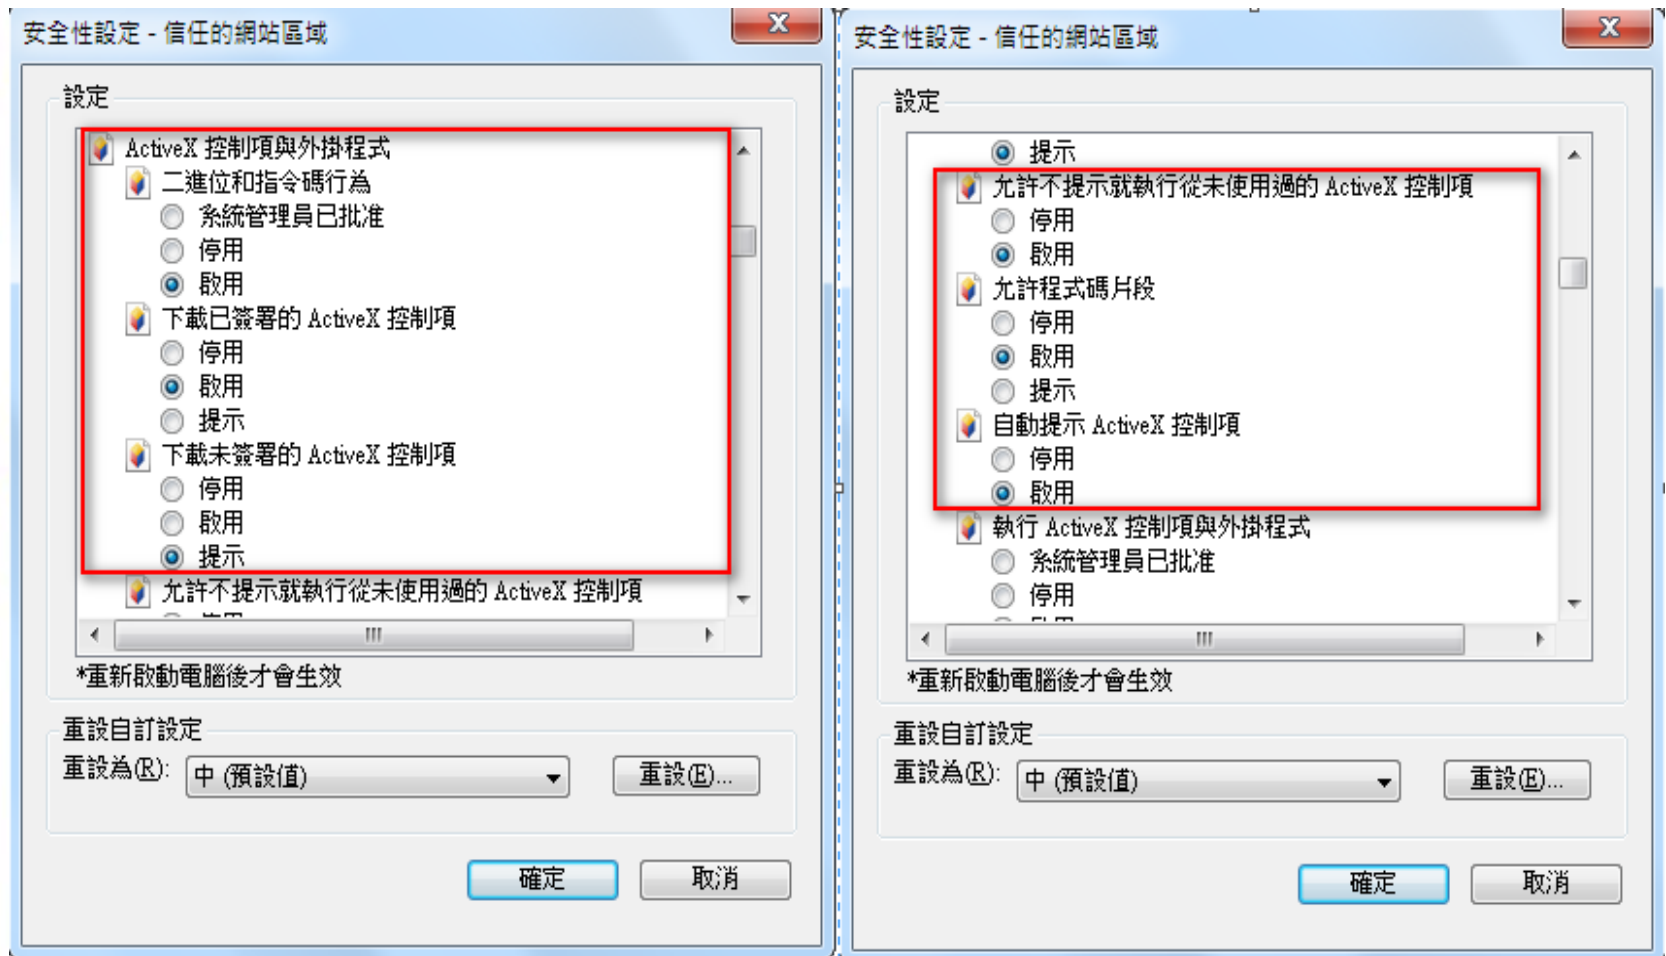 安全性設定 - 信任的網站區域
設定
ActiveX 控制項與外掛程式
二進位和指令碼行為
系統管理員已批准
停用
啟用
下載已簽署的 ActiveX 控制項
停用
啟用
提示
下載未簽署的 ActiveX 控制項
停用
啟用
提示
允許不提示就執行從未使用過的 ActiveX 控制項
*重新啟動電腦後才會生效
重設自訂設定
重設為(R):
中 (預設值)
重設(E)...
確定
取消
安全性設定 - 信任的網站區域
設定
提示
允許不提示就執行從未使用過的 ActiveX 控制項
停用
啟用
允許程式碼片段
停用
啟用
提示
自動提示 ActiveX 控制項
停用
啟用
執行 ActiveX 控制項與外掛程式
系統管理員已批准
停用
*重新啟動電腦後才會生效
重設自訂設定
重設為(R):
中 (預設值)
重設(E)...
確定
取消